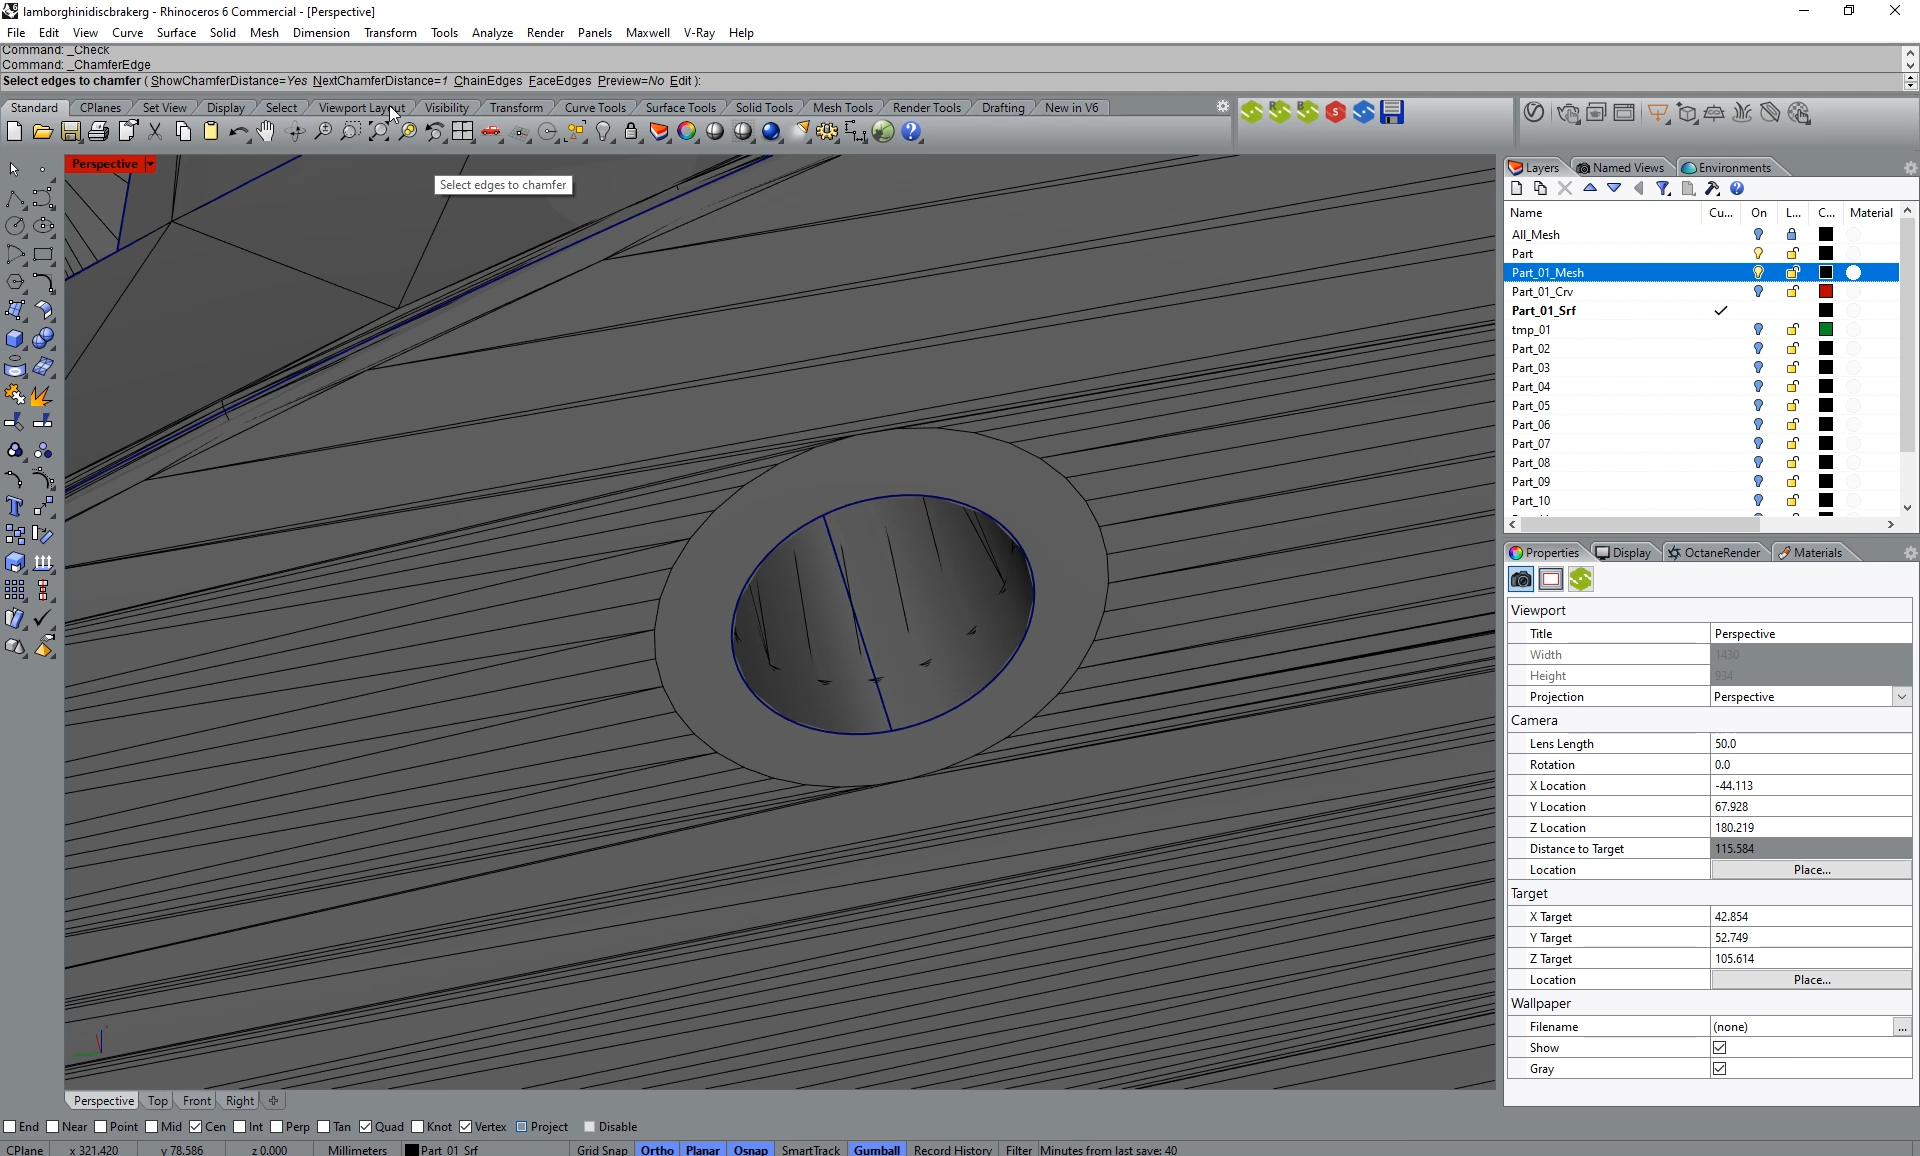 lamborghinidiscbrakerg - Rhinoceros 6 Commercial - [Perspective]
File Edit View Curve Surface Solid Mesh Dimension Transform Tools Analyze Render Panels Maxwell V-Ray Help
Command: _Check
Command: _ChamferEdge
Select edges to chamfer ( ShowChamferDistance=Yes NextChamferDistance=1 ChainEdges FaceEdges Preview=No Edit ):
Standard CPlanes Set View Display Select Viewport Layout Visibility Transform Curve Tools Surface Tools Solid Tools Mesh Tools Render Tools Drafting New in V6
Perspective
Select edges to chamfer
Layers Named Views Environments
Name Cu... On L... C... Material
All_Mesh
Part
Part_01_Mesh
Part_01_Crv
Part_01_Srf
tmp_01
Part_02
Part_03
Part_04
Part_05
Part_06
Part_07
Part_08
Part_09
Part_10
Properties Display OctaneRender Materials
Viewport
Title Perspective
Width 1430
Height 934
Projection Perspective
Camera
Lens Length 50.0
Rotation 0.0
X Location -44.113
Y Location 67.928
Z Location 180.219
Distance to Target 115.584
Location Place...
Target
X Target 42.854
Y Target 52.749
Z Target 105.614
Location Place...
Wallpaper
Filename (none) ...
Show
Gray
Perspective Top Front Right
End Near Point Mid Cen Int Perp Tan Quad Knot Vertex Project Disable
CPlane x 321.420 y 78.586 z 0.000 Millimeters Part_01_Srf Grid Snap Ortho Planar Osnap SmartTrack Gumball Record History Filter Minutes from last save: 40